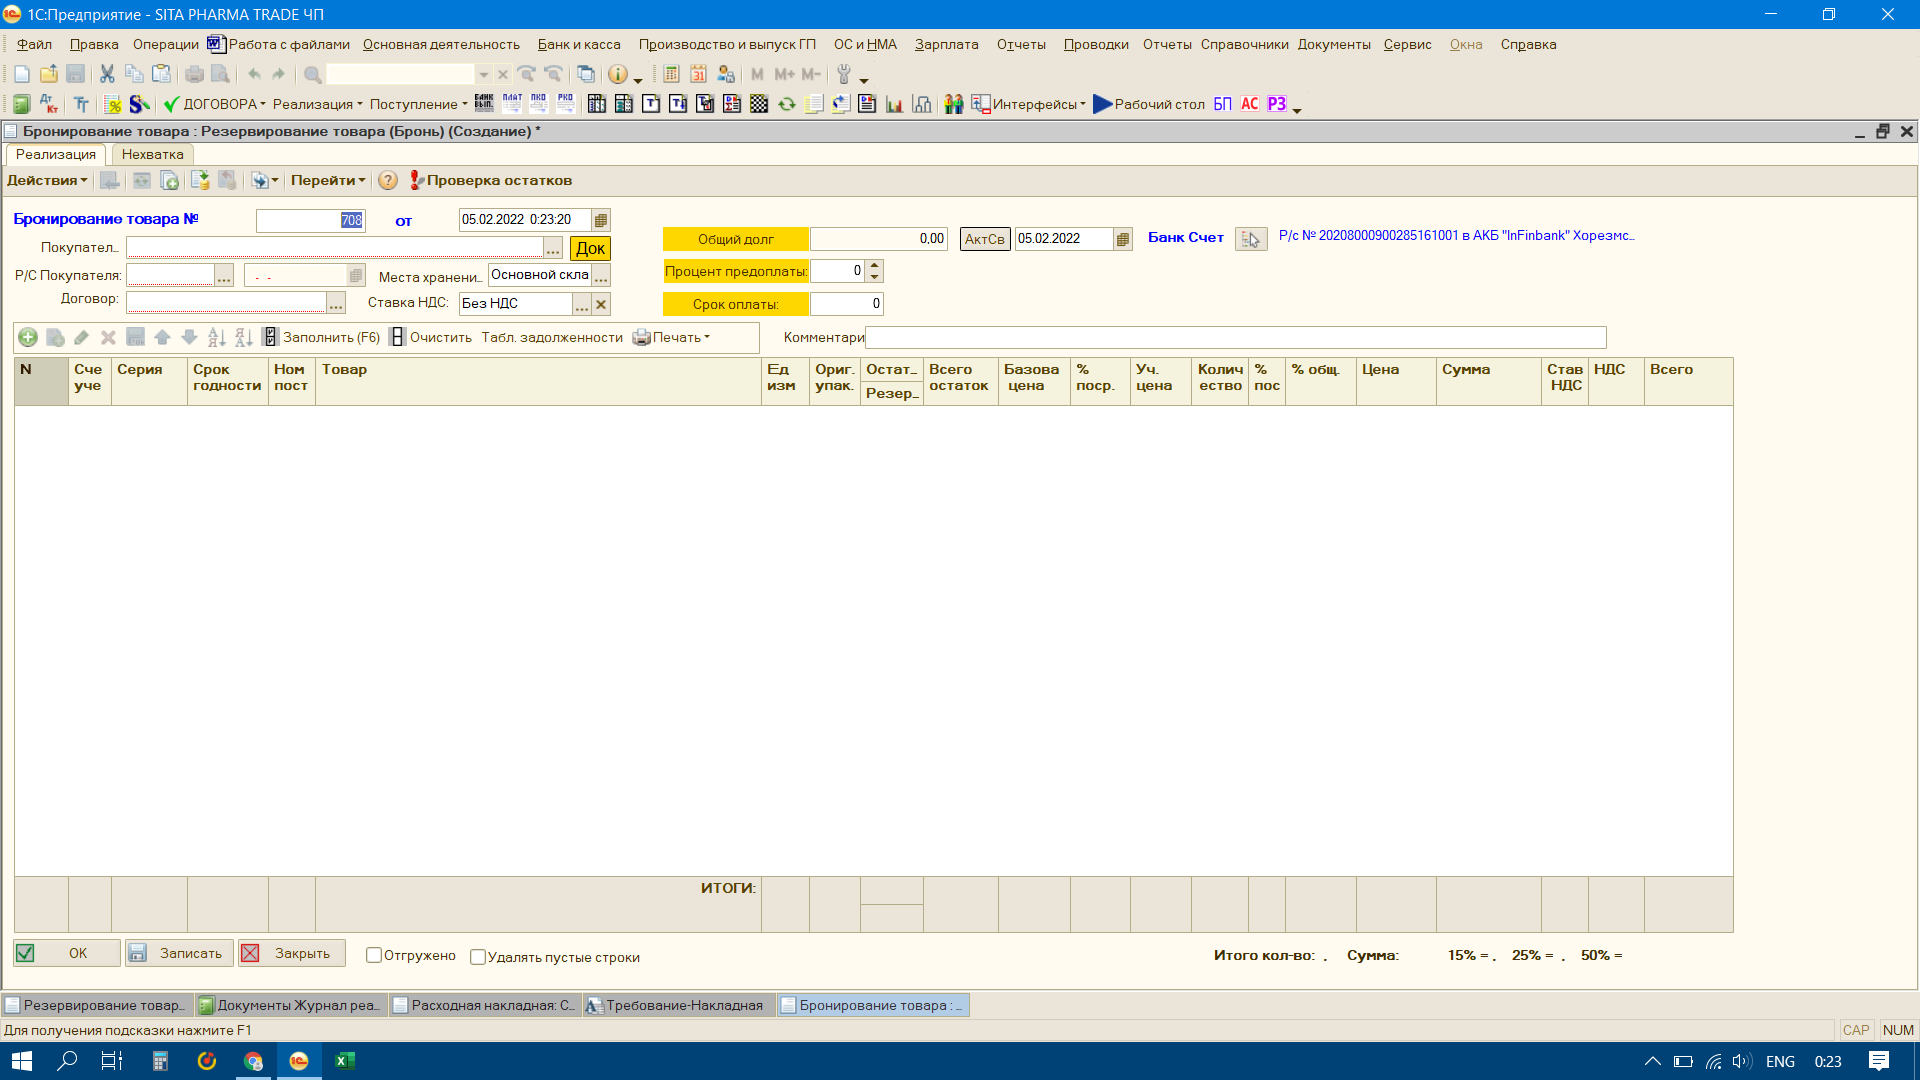 1С:Предприятие - SITA PHARMA TRADE ЧП
Файл Правка Операции Работа с файлами Основная деятельность Банк и касса Производство и выпуск ГП ОС и НМА Зарплата Отчеты Проводки Отчеты Справочники Документы Сервис Окна Справка
M M+ M-
ДОГОВОРА Реализация Поступление Интерфейсы Рабочий стол БП АС РЗ
Бронирование товара : Резервирование товара (Бронь) (Создание) *
Реализация Нехватка
Действия Перейти Проверка остатков
Бронирование товара № 708 от 05.02.2022 0:23:20
Покупател... Док
Общий долг 0,00 АктСв 05.02.2022 Банк Счет Р/с № 20208000900285161001 в АКБ "InFinbank" Хорезмс...
Р/С Покупателя: Места хранени... Основной скла
Процент предоплаты: 0
Договор: Ставка НДС: Без НДС
Срок оплаты: 0
Заполнить (F6) Очистить Табл. задолженности Печать Комментари
N Сче уче Серия Срок годности Ном пост Товар Ед изм Ориг. упак. Остат... Резер... Всего остаток Базова цена % поср. Уч. цена Колич ество % пос % общ. Цена Сумма Став НДС НДС Всего
ИТОГИ:
OK Записать Закрыть Отгружено Удалять пустые строки Итого кол-во: . Сумма: 15% = . 25% = . 50% =
Резервирование товар... Документы Журнал реа... Расходная накладная: С... Требование-Накладная Бронирование товара : ...
Для получения подсказки нажмите F1 CAP NUM
ENG 0:23